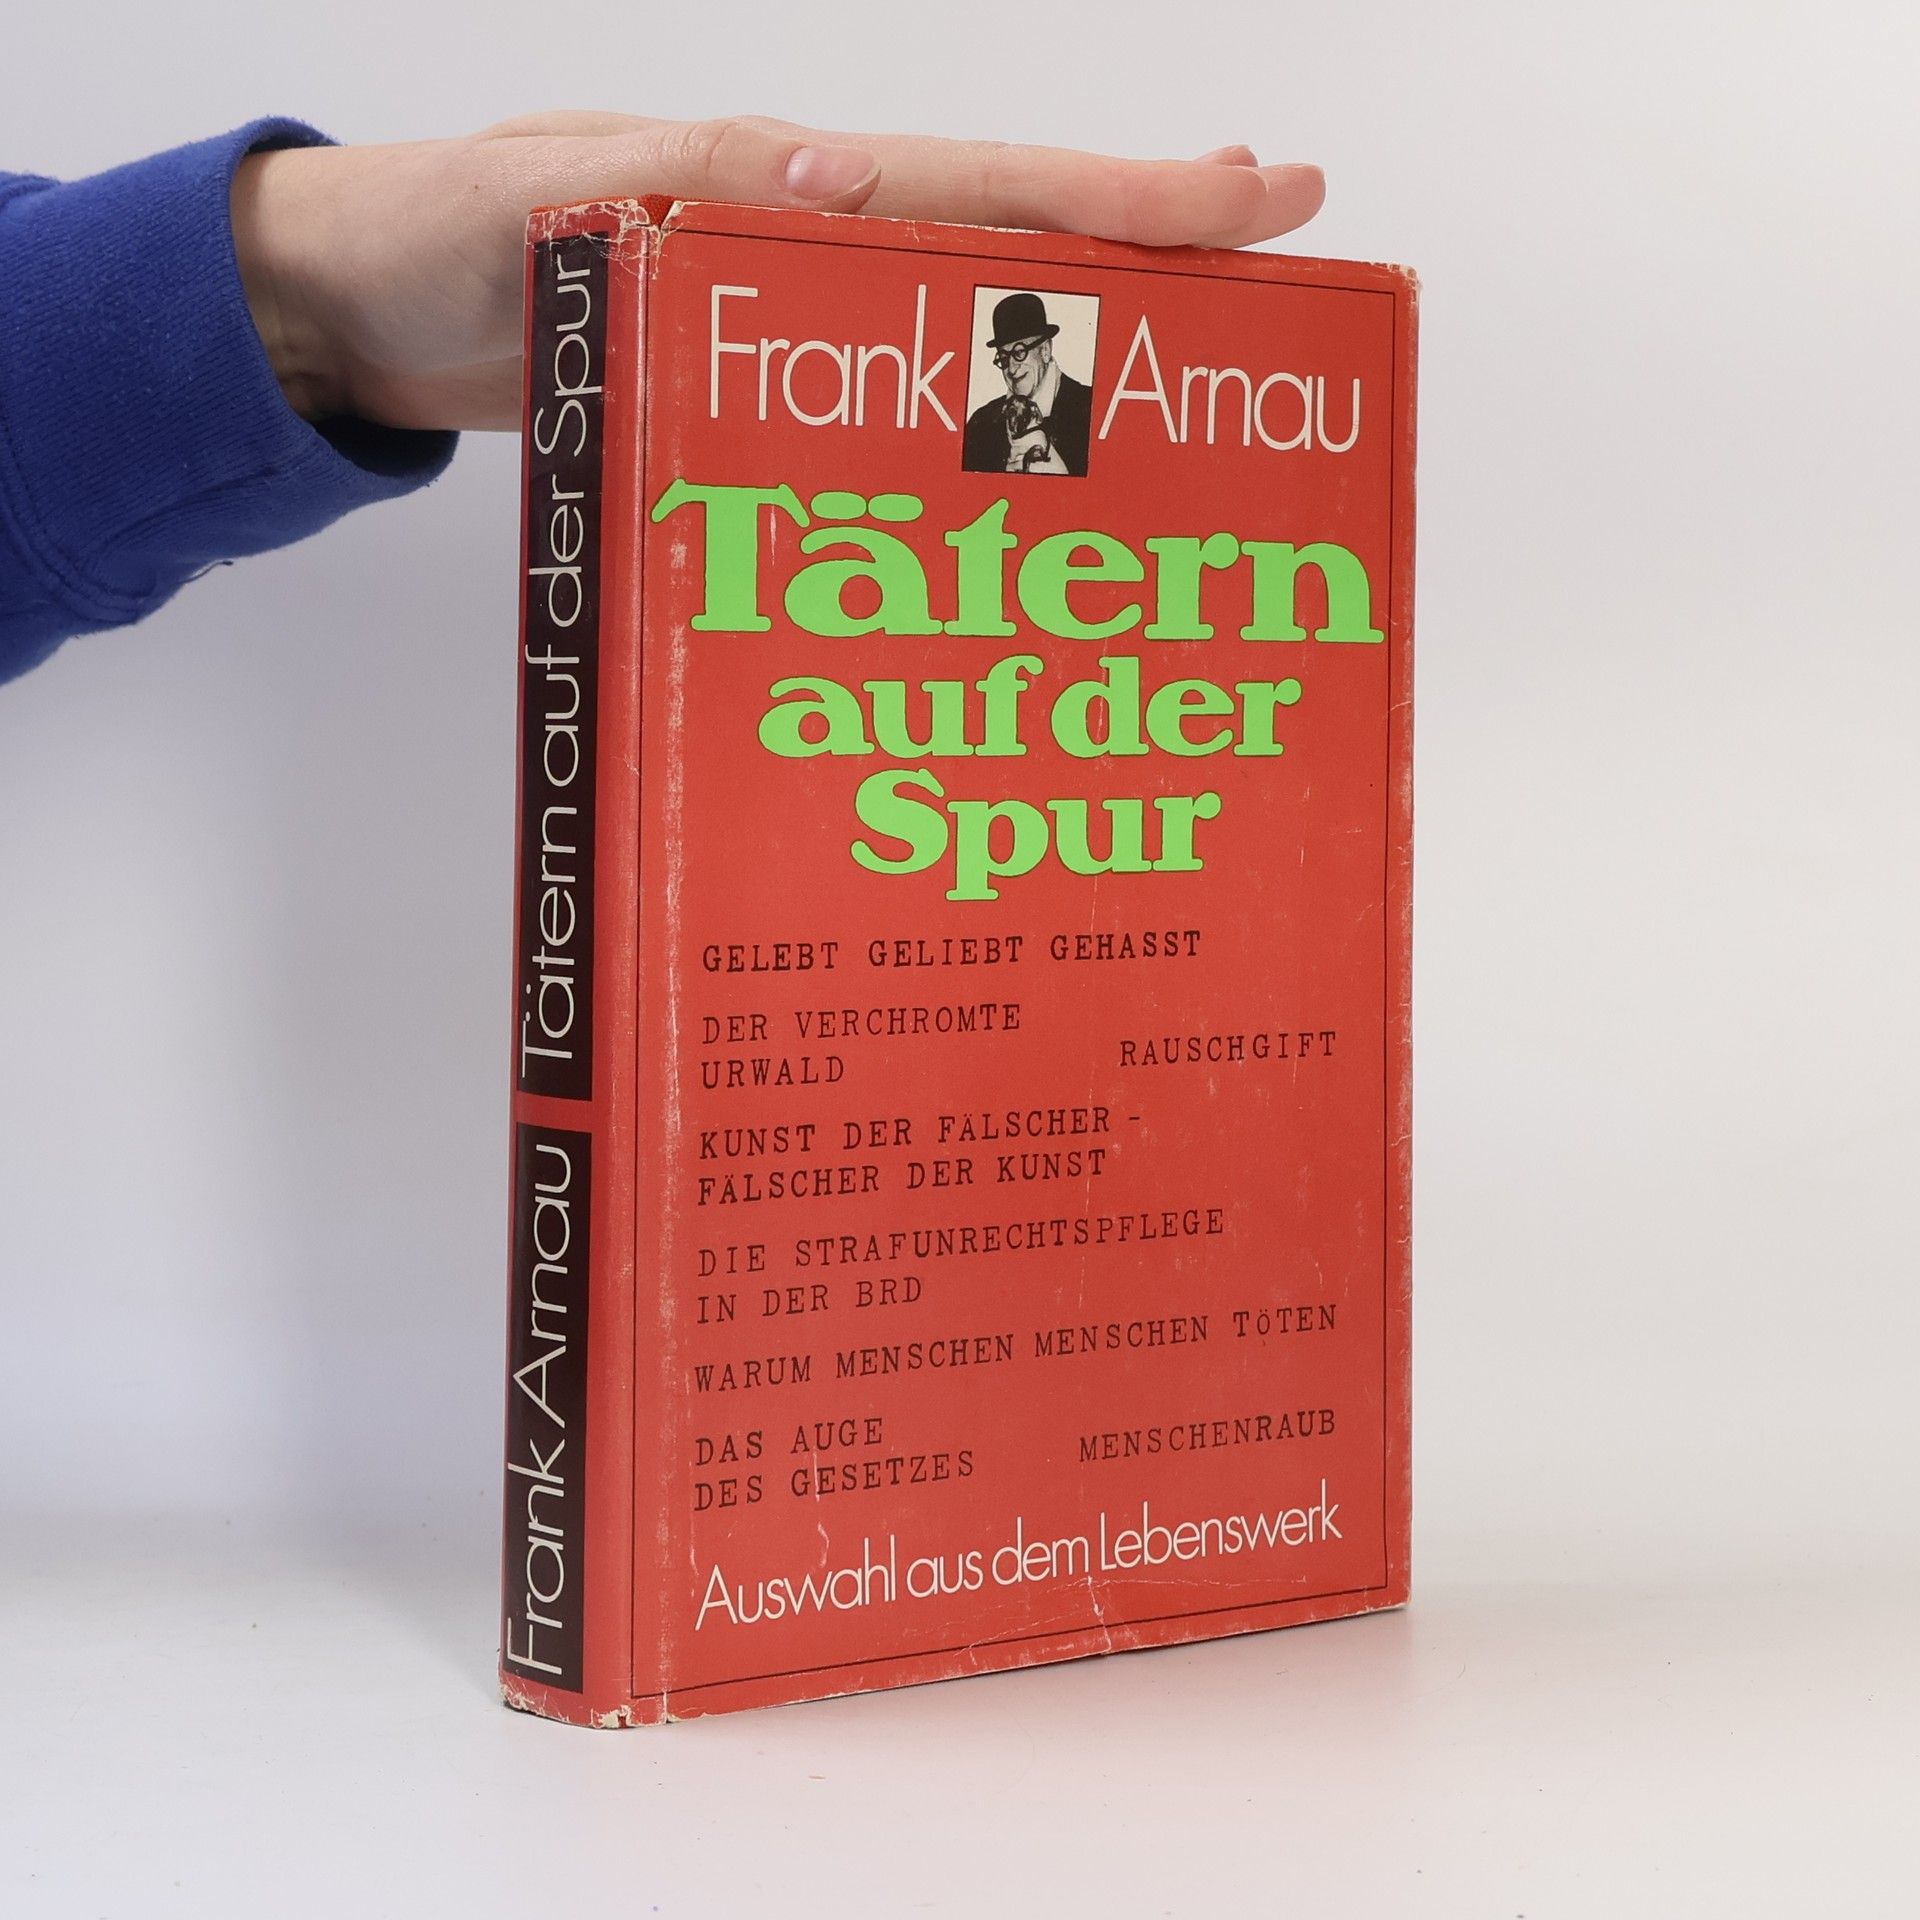 Frank Arnau
Tätern
auf der
Spur
GELEBT GELIEBT GEHASST
DER VERCHROMTE
URWALD
RAUSCHGIFT
KUNST DER FÄLSCHER -
FÄLSCHER DER KUNST
DIE STRAFUNRECHTSPFLEGE
IN DER BRD
WARUM MENSCHEN MENSCHEN TÖTEN
DAS AUGE
DES GESETZES
MENSCHENRAUB
Auswahl aus dem Lebenswerk
Frank Arnau Tätern auf der Spur